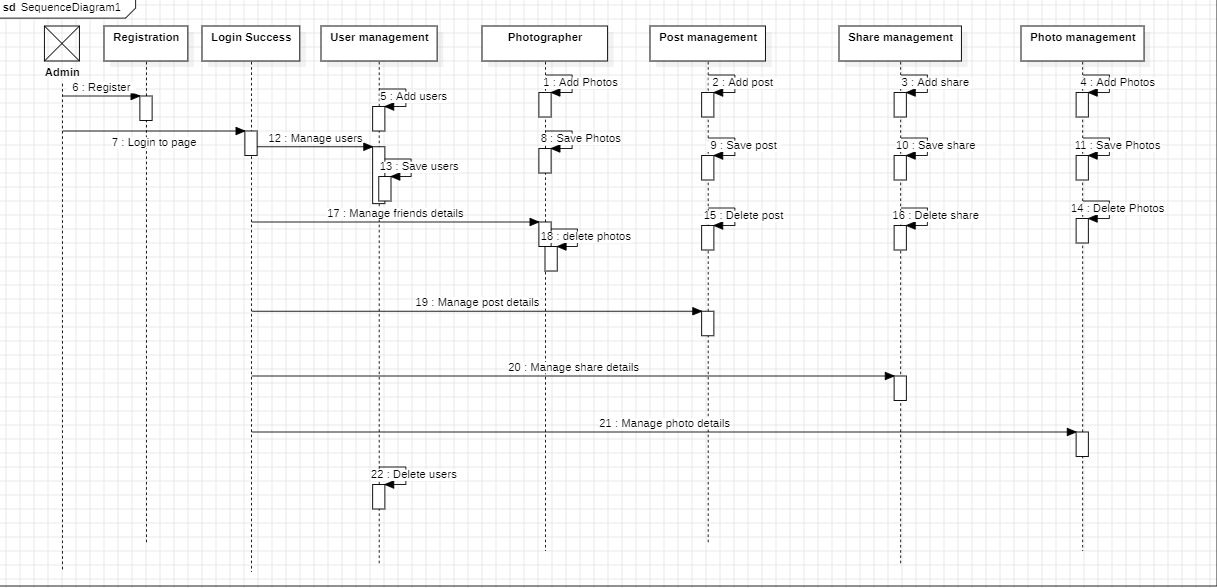 sd SequenceDiagram1
Registration
Login Success
User management
Photographer
Post management
Share management
Photo management
Admin
6 : Register
5 : Add users
1 : Add Photos
2 : Add post
3 : Add share
4 : Add Photos
7 : Login to page
12 : Manage users
8 : Save Photos
9 : Save post
10 : Save share
11 : Save Photos
13 : Save users
17 : Manage friends details
15 : Delete post
16 : Delete share
14 : Delete Photos
18 : delete photos
19 : Manage post details
20 : Manage share details
21 : Manage photo details
22 : Delete users